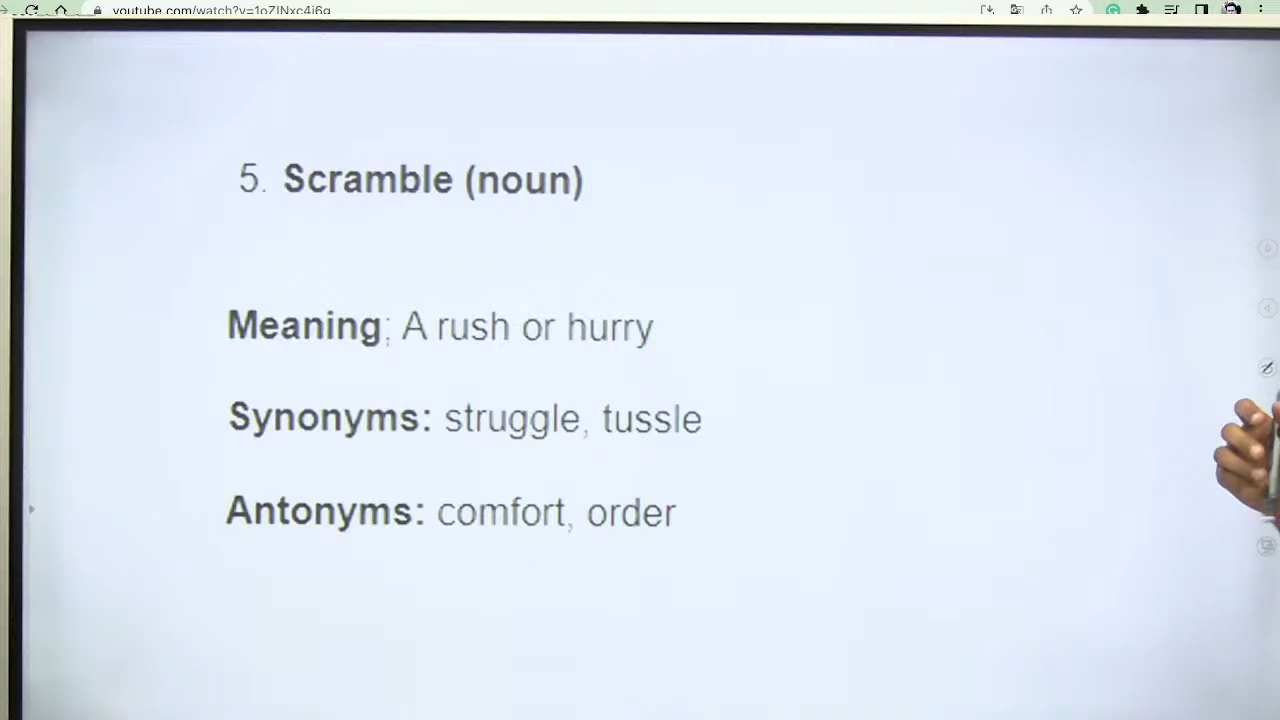 5. Scramble (noun)
Meaning; A rush or hurry
Synonyms: struggle, tussle
Antonyms: comfort, order